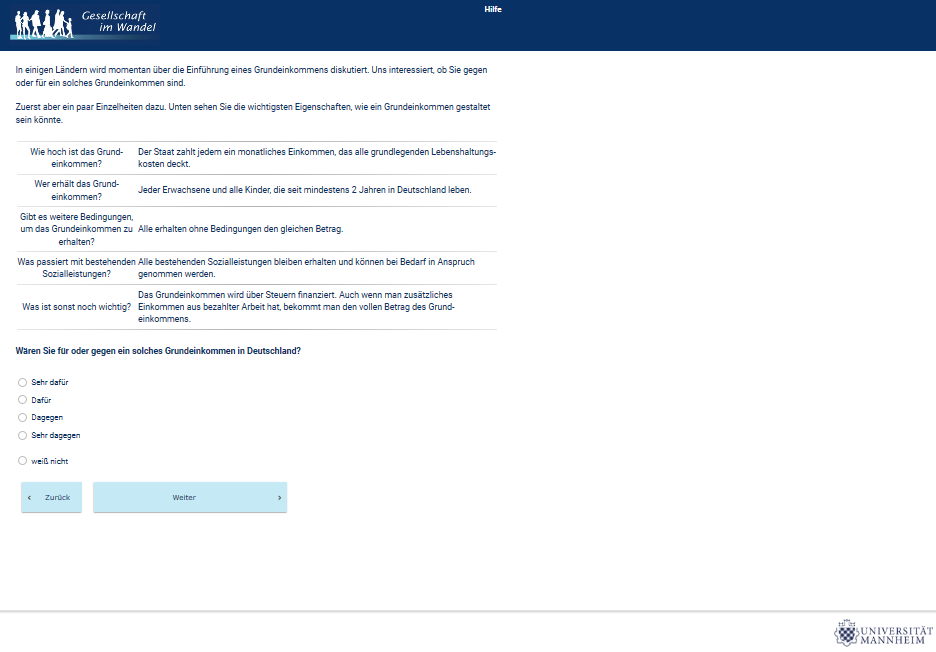 Gesellschaft
im Wandel
Hilfe
In einigen Ländern wird momentan über die Einführung eines Grundeinkommens diskutiert. Uns interessiert, ob Sie gegen
oder für ein solches Grundeinkommen sind.
Zuerst aber ein paar Einzelheiten dazu. Unten sehen Sie die wichtigsten Eigenschaften, wie ein Grundeinkommen gestaltet
sein könnte.
Wie hoch ist das Grund-
einkommen?
Der Staat zahlt jedem ein monatliches Einkommen, das alle grundlegenden Lebenshaltungs-
kosten deckt.
Wer erhält das Grund-
einkommen?
Jeder Erwachsene und alle Kinder, die seit mindestens 2 Jahren in Deutschland leben.
Gibt es weitere Bedingungen,
um das Grundeinkommen zu
erhalten?
Alle erhalten ohne Bedingungen den gleichen Betrag.
Was passiert mit bestehenden
Sozialleistungen?
Alle bestehenden Sozialleistungen bleiben erhalten und können bei Bedarf in Anspruch
genommen werden.
Was ist sonst noch wichtig?
Das Grundeinkommen wird über Steuern finanziert. Auch wenn man zusätzliches
Einkommen aus bezahlter Arbeit hat, bekommt man den vollen Betrag des Grund-
einkommens.
Wären Sie für oder gegen ein solches Grundeinkommen in Deutschland?
Sehr dafür
Dafür
Dagegen
Sehr dagegen
weiß nicht
‹ Zurück
Weiter ›
UNIVERSITÄT
MANNHEIM